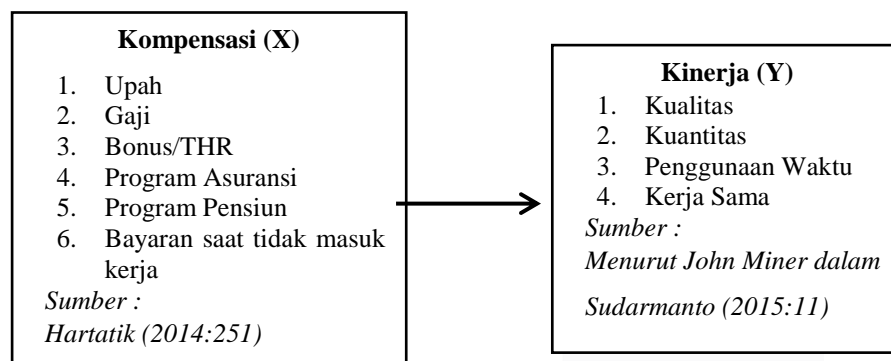 Kompensasi (X)
1. Upah
2. Gaji
3. Bonus/THR
4. Program Asuransi
5. Program Pensiun
6. Bayaran saat tidak masuk
kerja
Sumber :
Hartatik (2014:251)
Kinerja (Y)
1. Kualitas
2. Kuantitas
3. Penggunaan Waktu
4. Kerja Sama
Sumber :
Menurut John Miner dalam
Sudarmanto (2015:11)